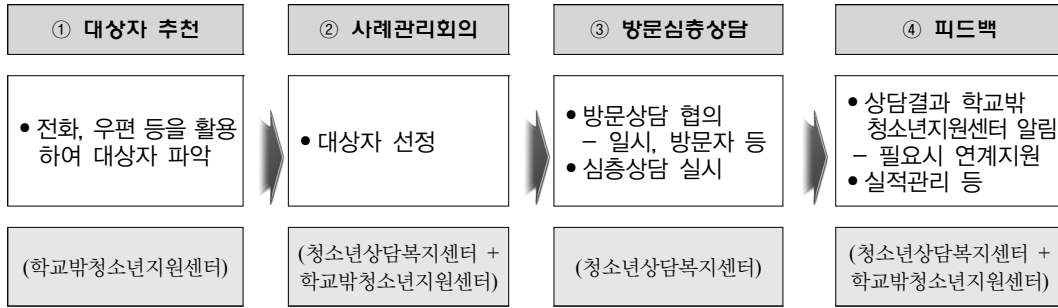 ① 대상자 추천
② 사례관리회의
③ 방문심층상담
④ 피드백
• 전화, 우편 등을 활용
하여 대상자 파악
• 대상자 선정
• 방문상담 협의
– 일시, 방문자 등
• 심층상담 실시
• 상담결과 학교밖
청소년지원센터 알림
– 필요시 연계지원
• 실적관리 등
(학교밖청소년지원센터)
(청소년상담복지센터 +
학교밖청소년지원센터)
(청소년상담복지센터)
(청소년상담복지센터 +
학교밖청소년지원센터)